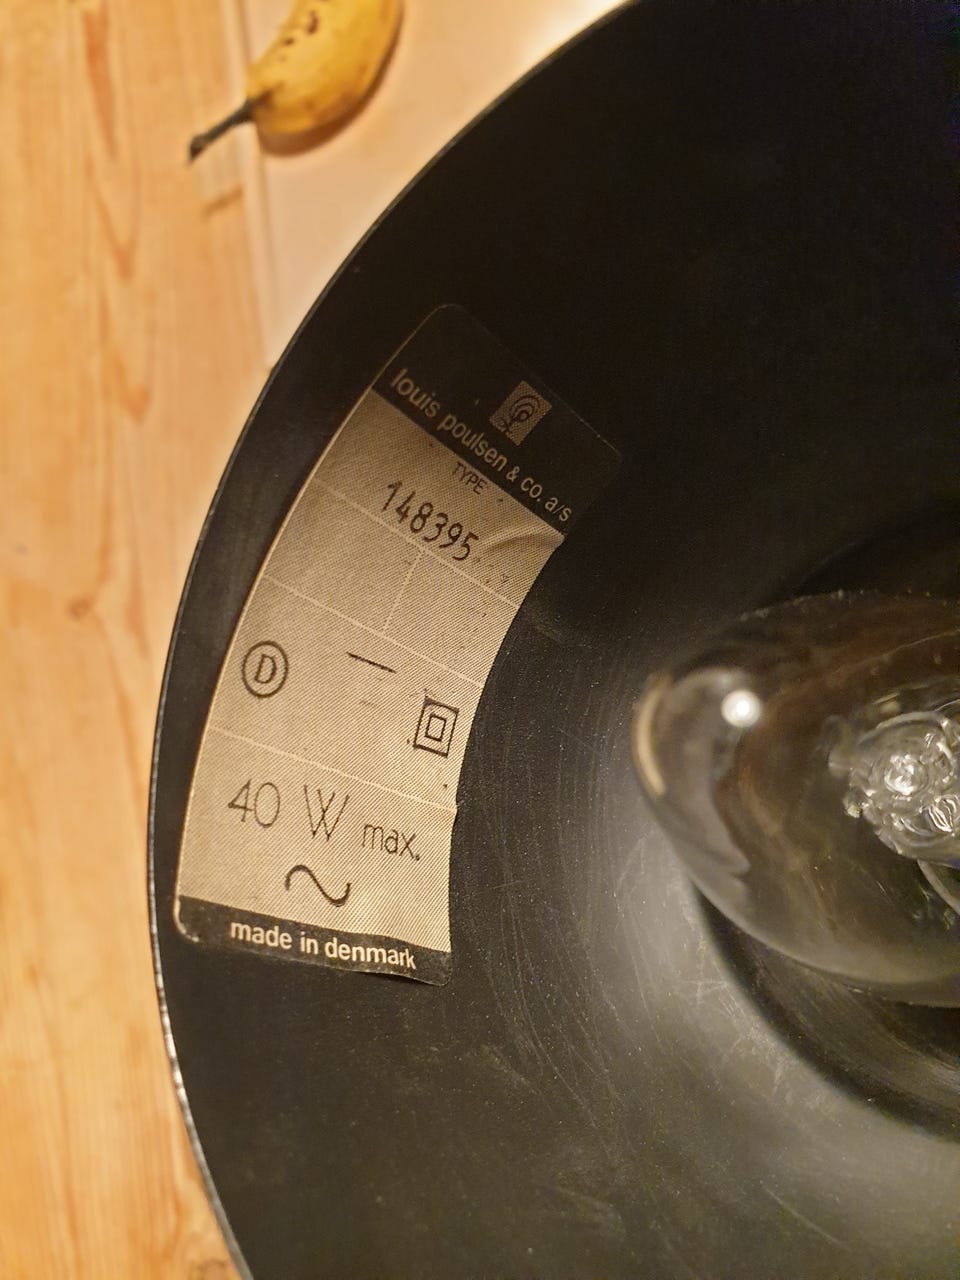 louis poulsen & co. a/s
TYPE
148395
D
40 W max.
made in denmark